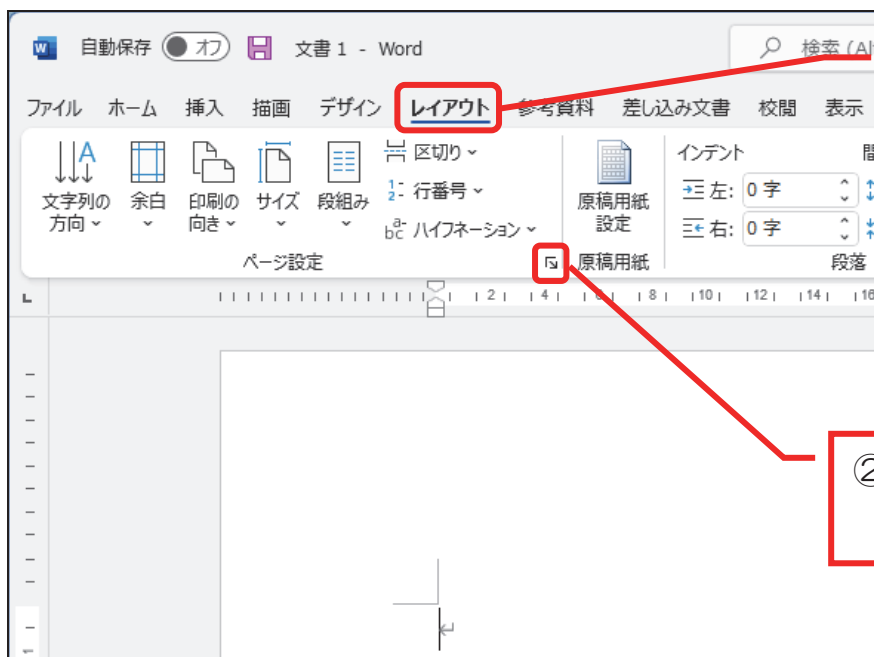 自動保存 オフ 文書 1 - Word 検索 (Al
ファイル ホーム 挿入 描画 デザイン レイアウト 参考資料 差し込み文書 校閲 表示
文字列の方向 余白 印刷の向き サイズ 段組み
区切り
行番号
ハイフネーション
ページ設定
原稿用紙設定
原稿用紙
インデント 間
左: 0 字
右: 0 字
段落
2 4 6 8 10 12 14 16
②